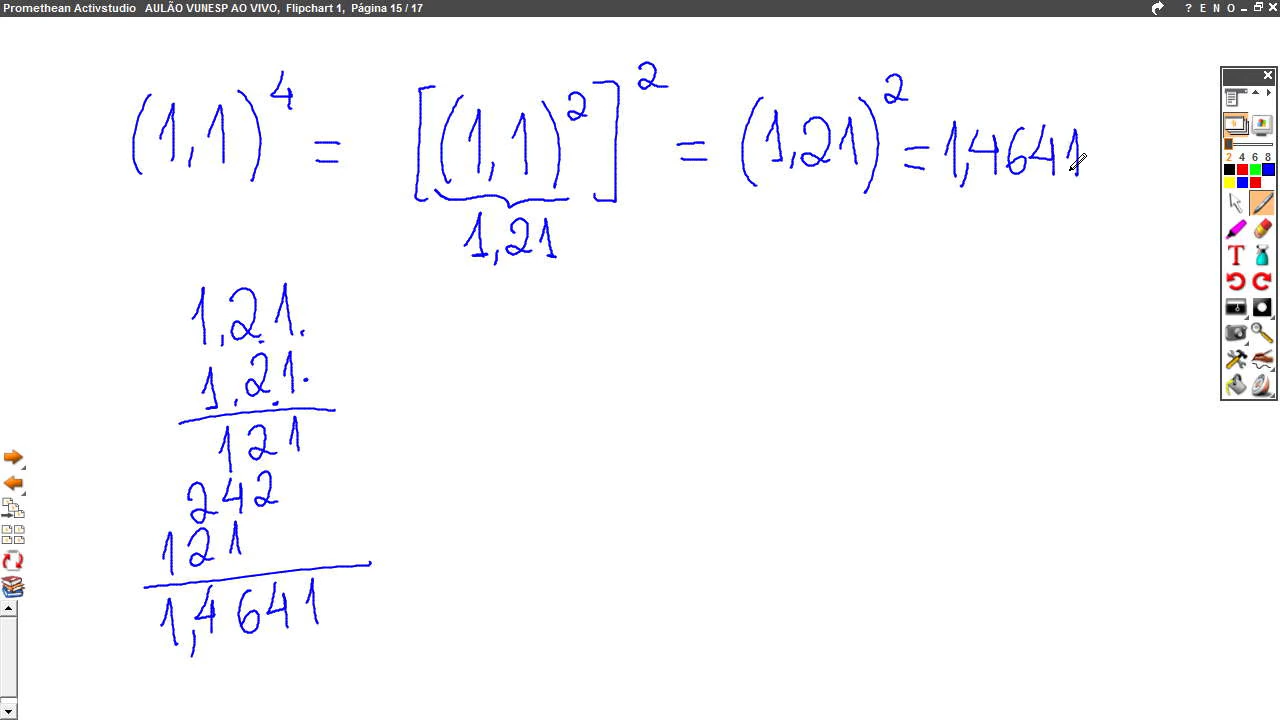 Promethean Activstudio AULÃO VUNESP AO VIVO, Flipchart 1, Página 15 / 17
? E N O
(1,1)^4 = [(1,1)^2]^2 = (1,21)^2 = 1,4641
1,21
1,21
1,21
121
242
121
1,4641
2 4 6 8
T